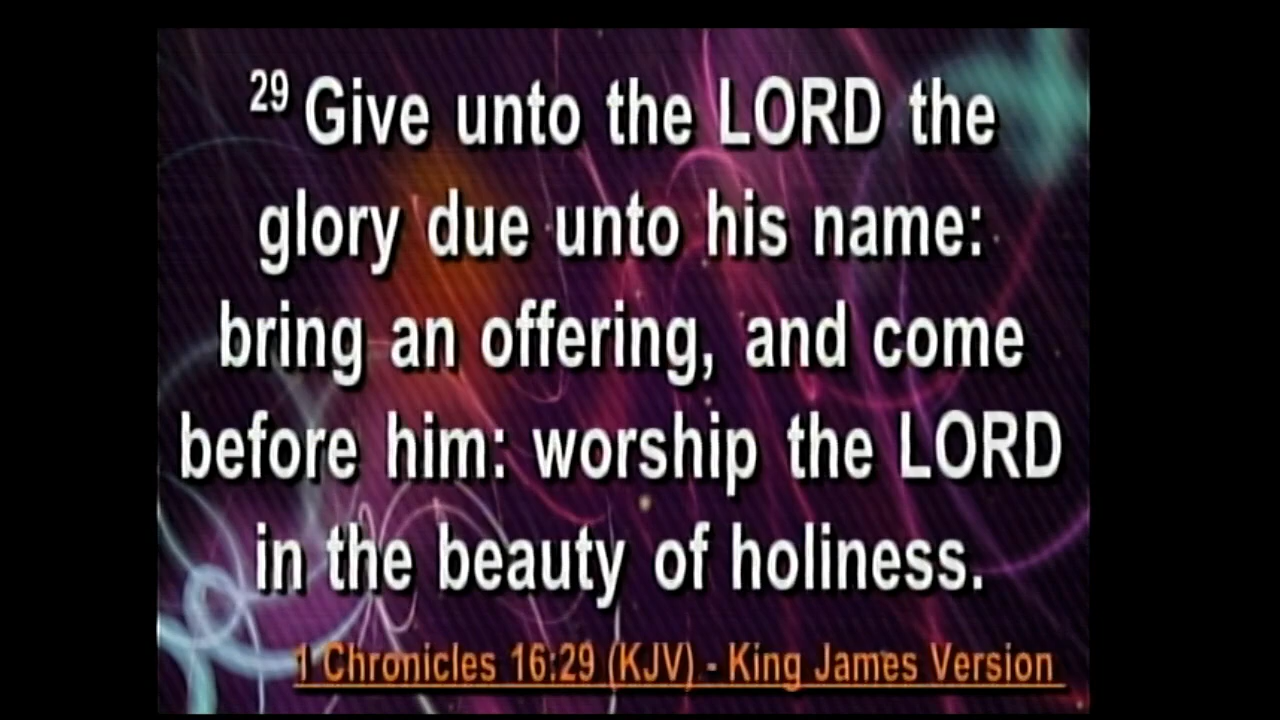 29 Give unto the LORD the
glory due unto his name:
bring an offering, and come
before him: worship the LORD
in the beauty of holiness.
1 Chronicles 16:29 (KJV) - King James Version